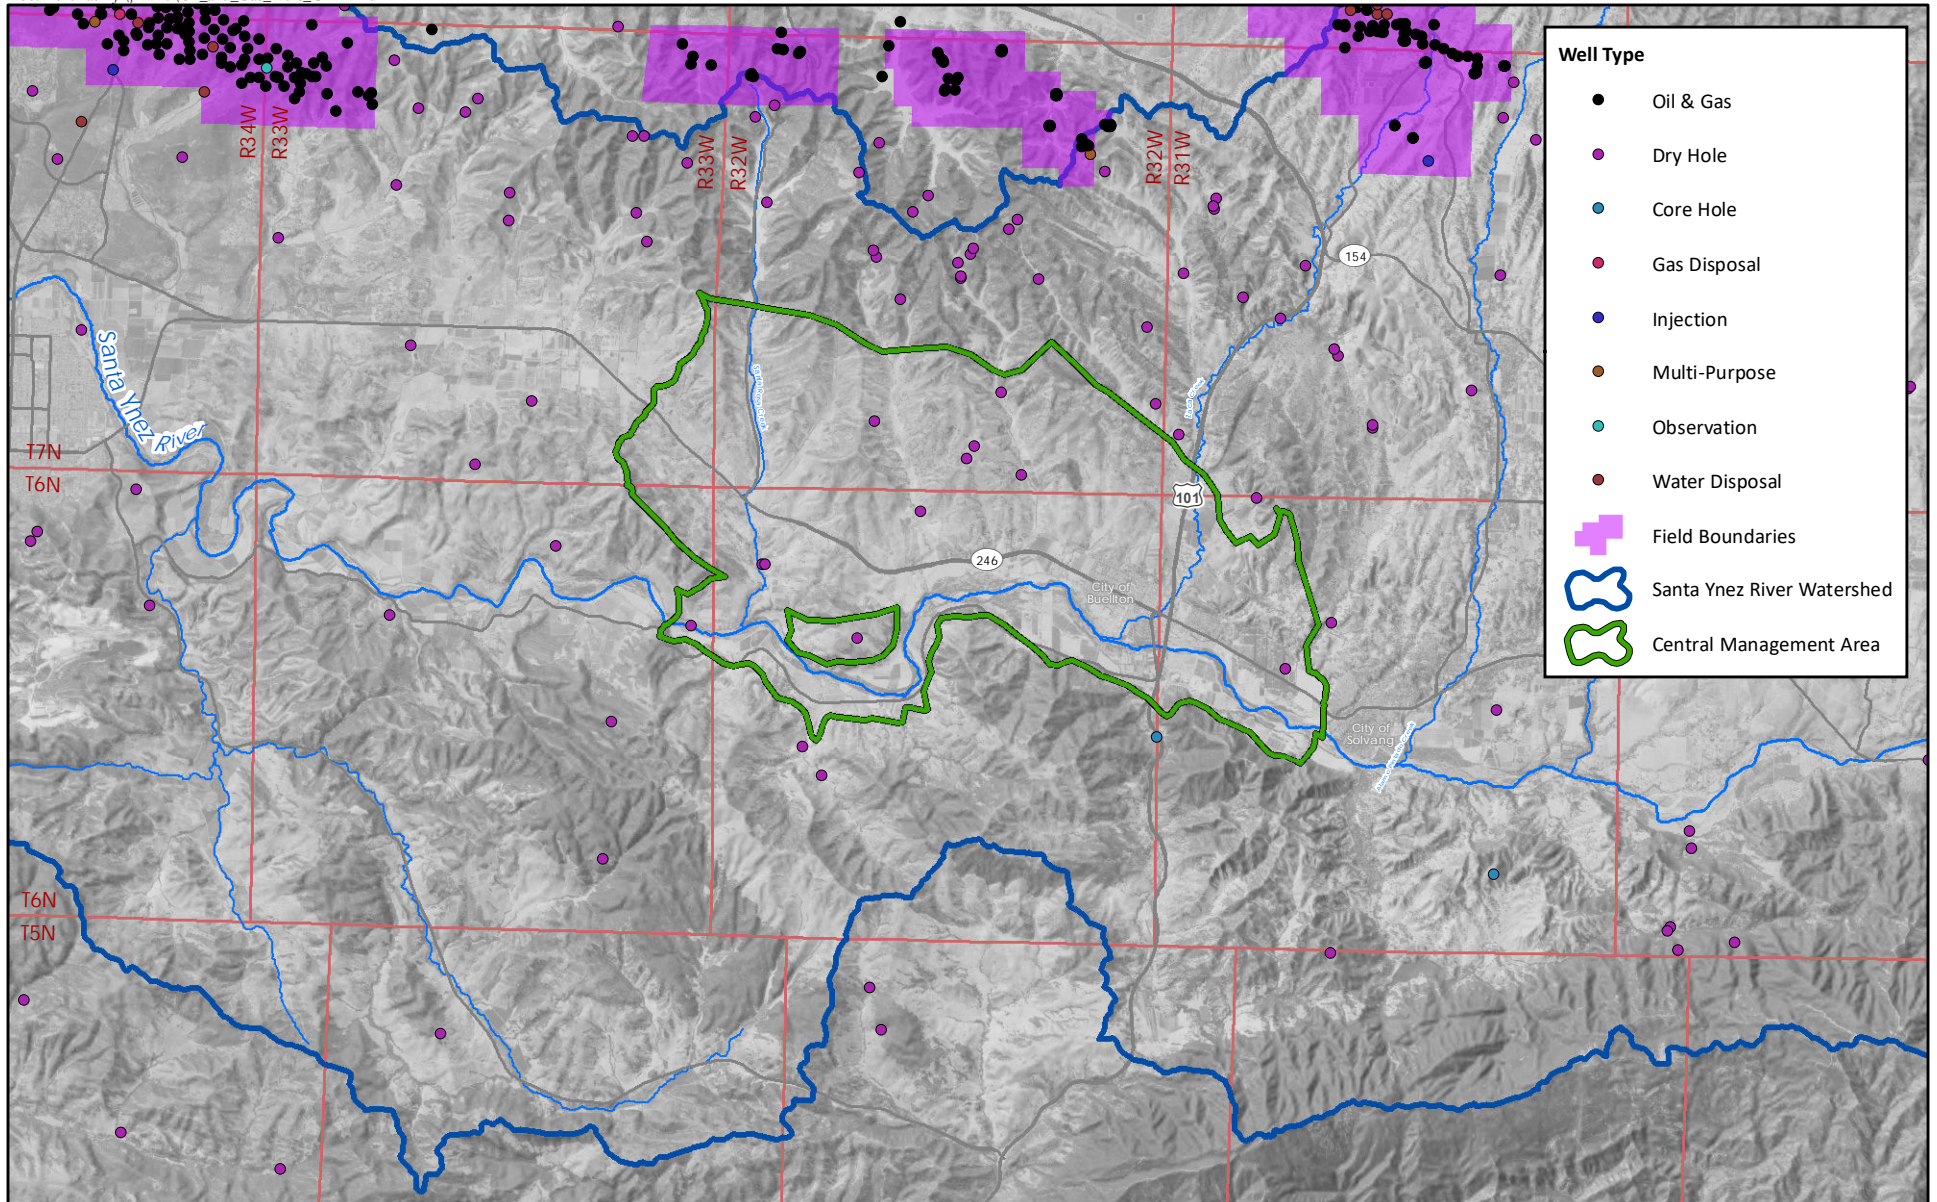 Well Type
Oil & Gas
Dry Hole
Core Hole
Gas Disposal
Injection
Multi-Purpose
Observation
Water Disposal
Field Boundaries
Santa Ynez River Watershed
Central Management Area
R34W
R33W
R33W
R32W
R32W
R31W
154
Santa Ynez River
T7N
T6N
101
246
City of
Buellton
City of
Solvang
T6N
T5N